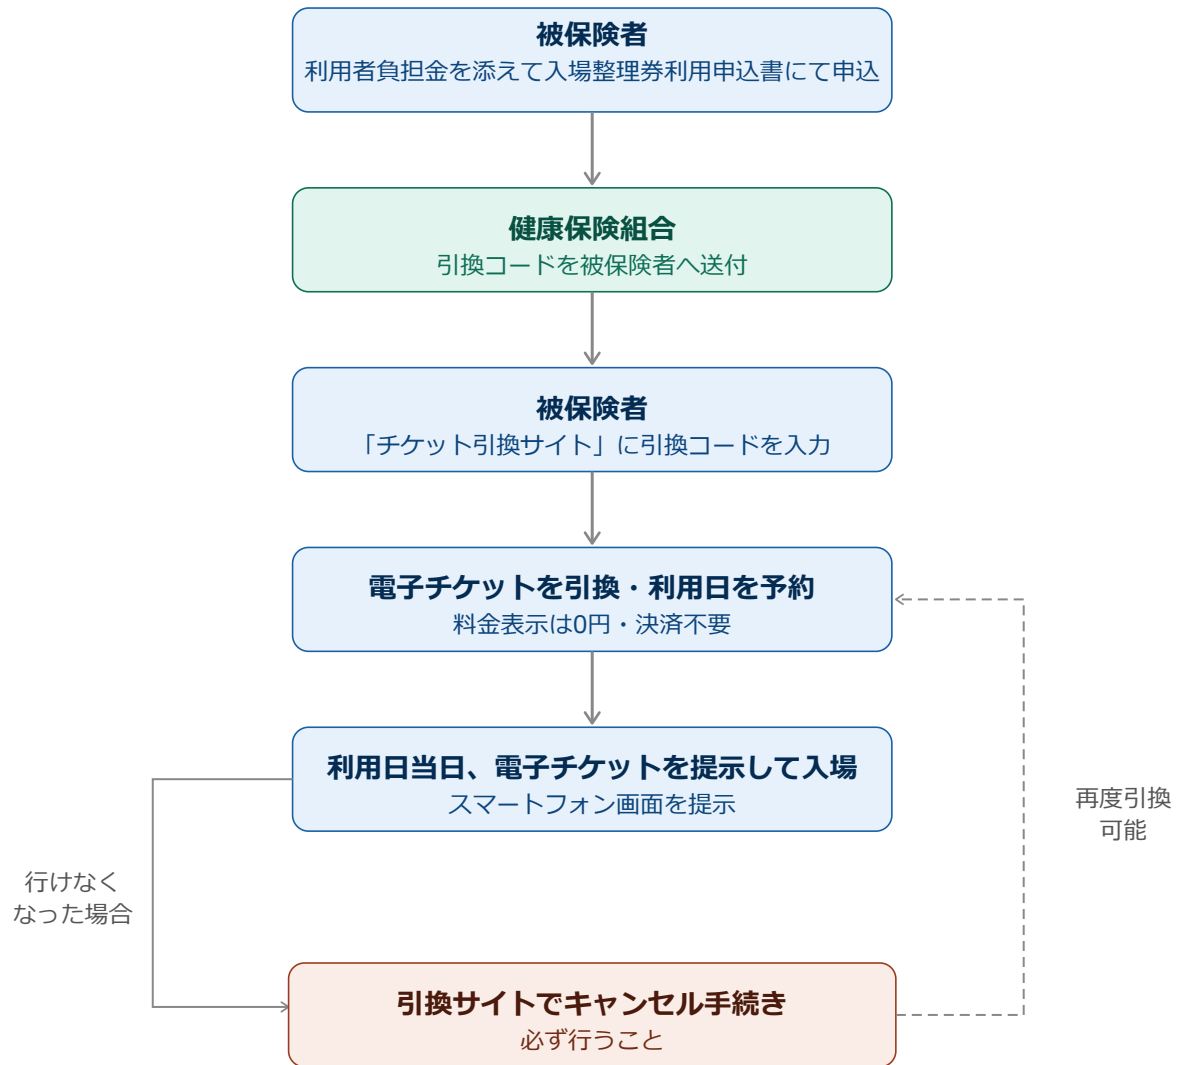 被保険者
利用者負担金を添えて入場整理券利用申込書にて申込
健康保険組合
引換コードを被保険者へ送付
被保険者
「チケット引換サイト」に引換コードを入力
電子チケットを引換・利用日を予約
料金表示は0円・決済不要
利用日当日、電子チケットを提示して入場
スマートフォン画面を提示
再度引換
可能
行けなく
なった場合
引換サイトでキャンセル手続き
必ず行うこと